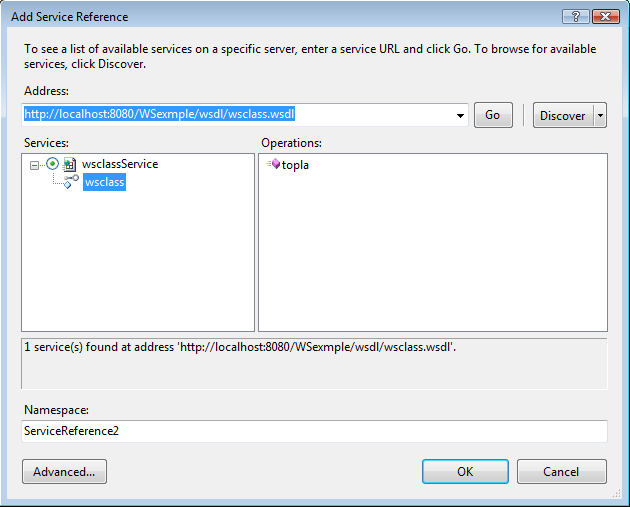 Add Service Reference
To see a list of available services on a specific server, enter a service URL and click Go. To browse for available
services, click Discover.
Address:
http://localhost:8080/WSexmple/wsdl/wsclass.wsdl
Go
Discover
Services:
Operations:
wsclassService
topla
wsclass
1 service(s) found at address 'http://localhost:8080/WSexmple/wsdl/wsclass.wsdl'.
Namespace:
ServiceReference2
Advanced...
OK
Cancel